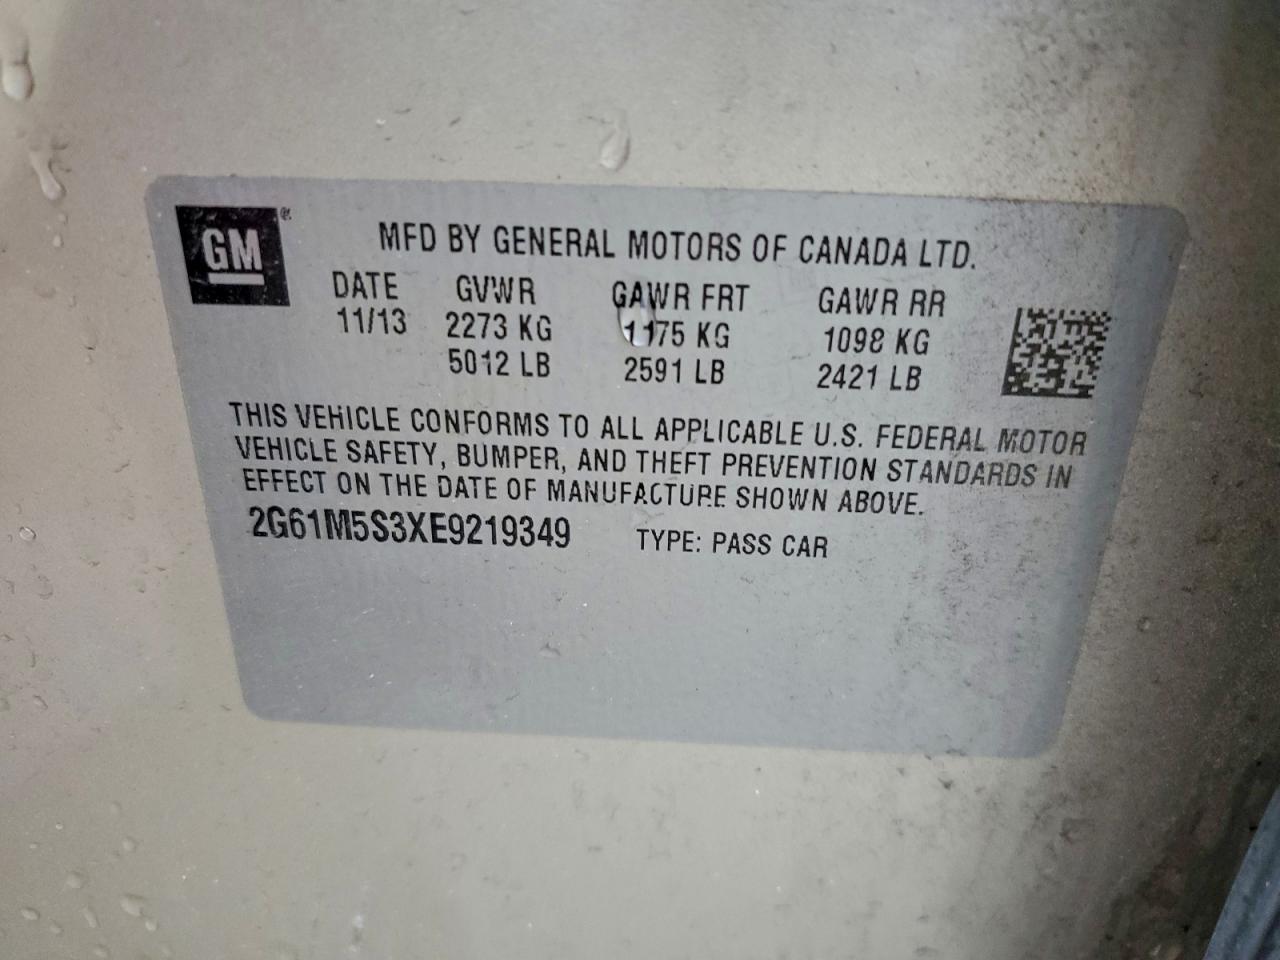 GM ®
MFD BY GENERAL MOTORS OF CANADA LTD.
DATE GVWR GAWR FRT GAWR RR
11/13 2273 KG 1175 KG 1098 KG
5012 LB 2591 LB 2421 LB
THIS VEHICLE CONFORMS TO ALL APPLICABLE U.S. FEDERAL MOTOR
VEHICLE SAFETY, BUMPER, AND THEFT PREVENTION STANDARDS IN
EFFECT ON THE DATE OF MANUFACTURE SHOWN ABOVE.
2G61M5S3XE9219349 TYPE: PASS CAR